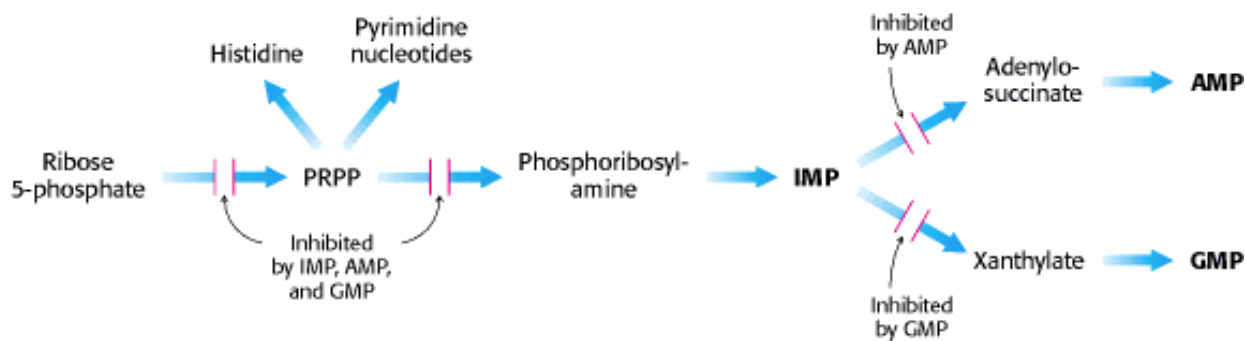 Histidine
Pyrimidine
nucleotides
Inhibited
by AMP
Adenylo-
succinate
AMP
Ribose
5-phosphate
PRPP
Phosphoribosyl-
amine
IMP
Inhibited
by IMP, AMP,
and GMP
Xanthylate
GMP
Inhibited
by GMP